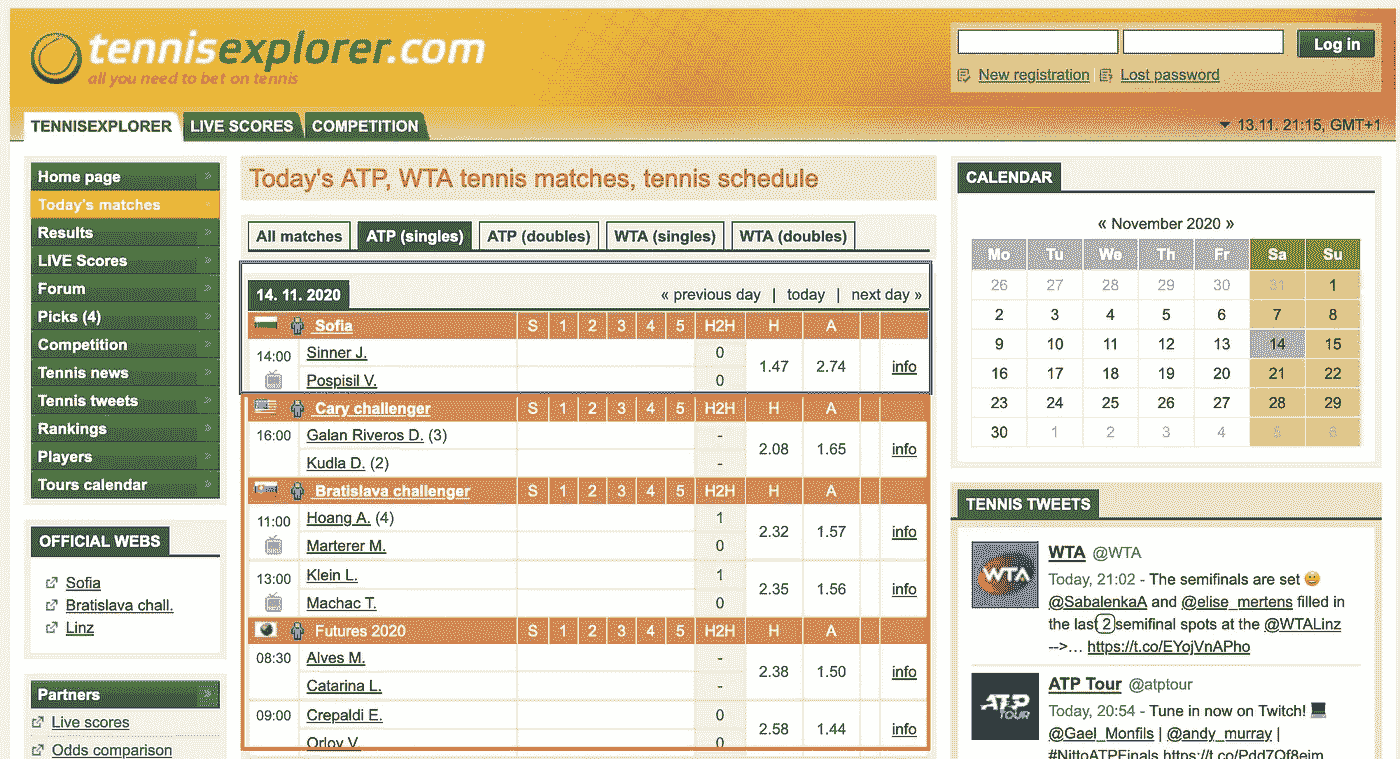 tennisexplorer.com
all you need to bet on tennis
Log in
New registration | Lost password
TENNISEXPLORER LIVE SCORES COMPETITION
13.11. 21:15, GMT+1
Home page
Today's matches
Results
LIVE Scores
Forum
Picks (4)
Competition
Tennis news
Tennis tweets
Rankings
Players
Tours calendar
OFFICIAL WEBS
Sofia
Bratislava chall.
Linz
Partners
Live scores
Odds comparison
Today's ATP, WTA tennis matches, tennis schedule
All matches ATP (singles) ATP (doubles) WTA (singles) WTA (doubles)
14. 11. 2020 « previous day | today | next day »
Sofia S 1 2 3 4 5 H2H H A
14:00 Sinner J. 0 1.47 2.74 info
Pospisil V. 0
Cary challenger S 1 2 3 4 5 H2H H A
16:00 Galan Riveros D. (3) - 2.08 1.65 info
Kudla D. (2) -
Bratislava challenger S 1 2 3 4 5 H2H H A
11:00 Hoang A. (4) 1 2.32 1.57 info
Marterer M. 0
13:00 Klein L. 1 2.35 1.56 info
Machac T. 0
Futures 2020 S 1 2 3 4 5 H2H H A
08:30 Alves M. - 2.38 1.50 info
Catarina L. -
09:00 Crepaldi E. 0 2.58 1.44 info
Orlov V. 0
CALENDAR
« November 2020 »
Mo Tu We Th Fr Sa Su
26 27 28 29 30 31 1
2 3 4 5 6 7 8
9 10 11 12 13 14 15
16 17 18 19 20 21 22
23 24 25 26 27 28 29
30 1 2 3 4 5 6
TENNIS TWEETS
WTA
WTA @WTA
Today, 21:02 - The semifinals are set 😀
@SabalenkaA and @elise_mertens filled in
the last 2 semifinal spots at the @WTALinz
-->… https://t.co/EYojVnAPho
ATP TOUR
ATP Tour @atptour
Today, 20:54 - Tune in now on Twitch! 💻
@Gael_Monfils | @andy_murray |
#NittoATPFinals https://t.co/Pdd7Qf8eim